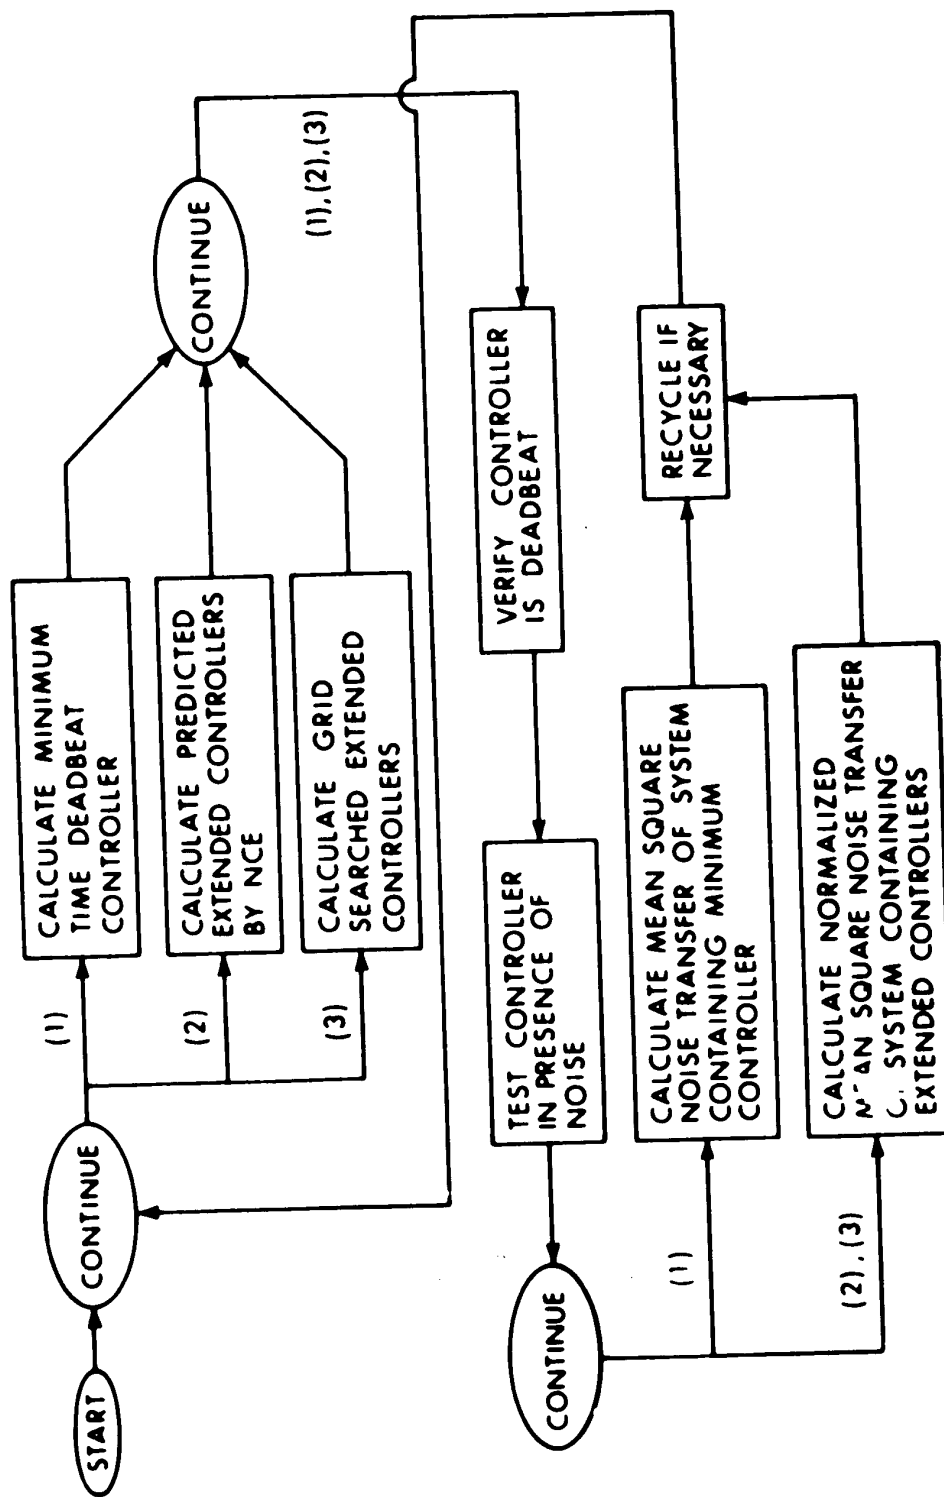 START
CONTINUE
(1)
(2)
(3)
CALCULATE MINIMUM
TIME DEADBEAT
CONTROLLER
CALCULATE PREDICTED
EXTENDED CONTROLLERS
BY NCE
CALCULATE GRID
SEARCHED EXTENDED
CONTROLLERS
CONTINUE
(1),(2),(3)
VERIFY CONTROLLER
IS DEADBEAT
TEST CONTROLLER
IN PRESENCE OF
NOISE
CONTINUE
(1)
(2),(3)
CALCULATE MEAN SQUARE
NOISE TRANSFER OF SYSTEM
CONTAINING MINIMUM
CONTROLLER
CALCULATE NORMALIZED
SQUARE NOISE TRANSFER
SYSTEM CONTAINING
EXTENDED CONTROLLERS
RECYCLE IF
NECESSARY